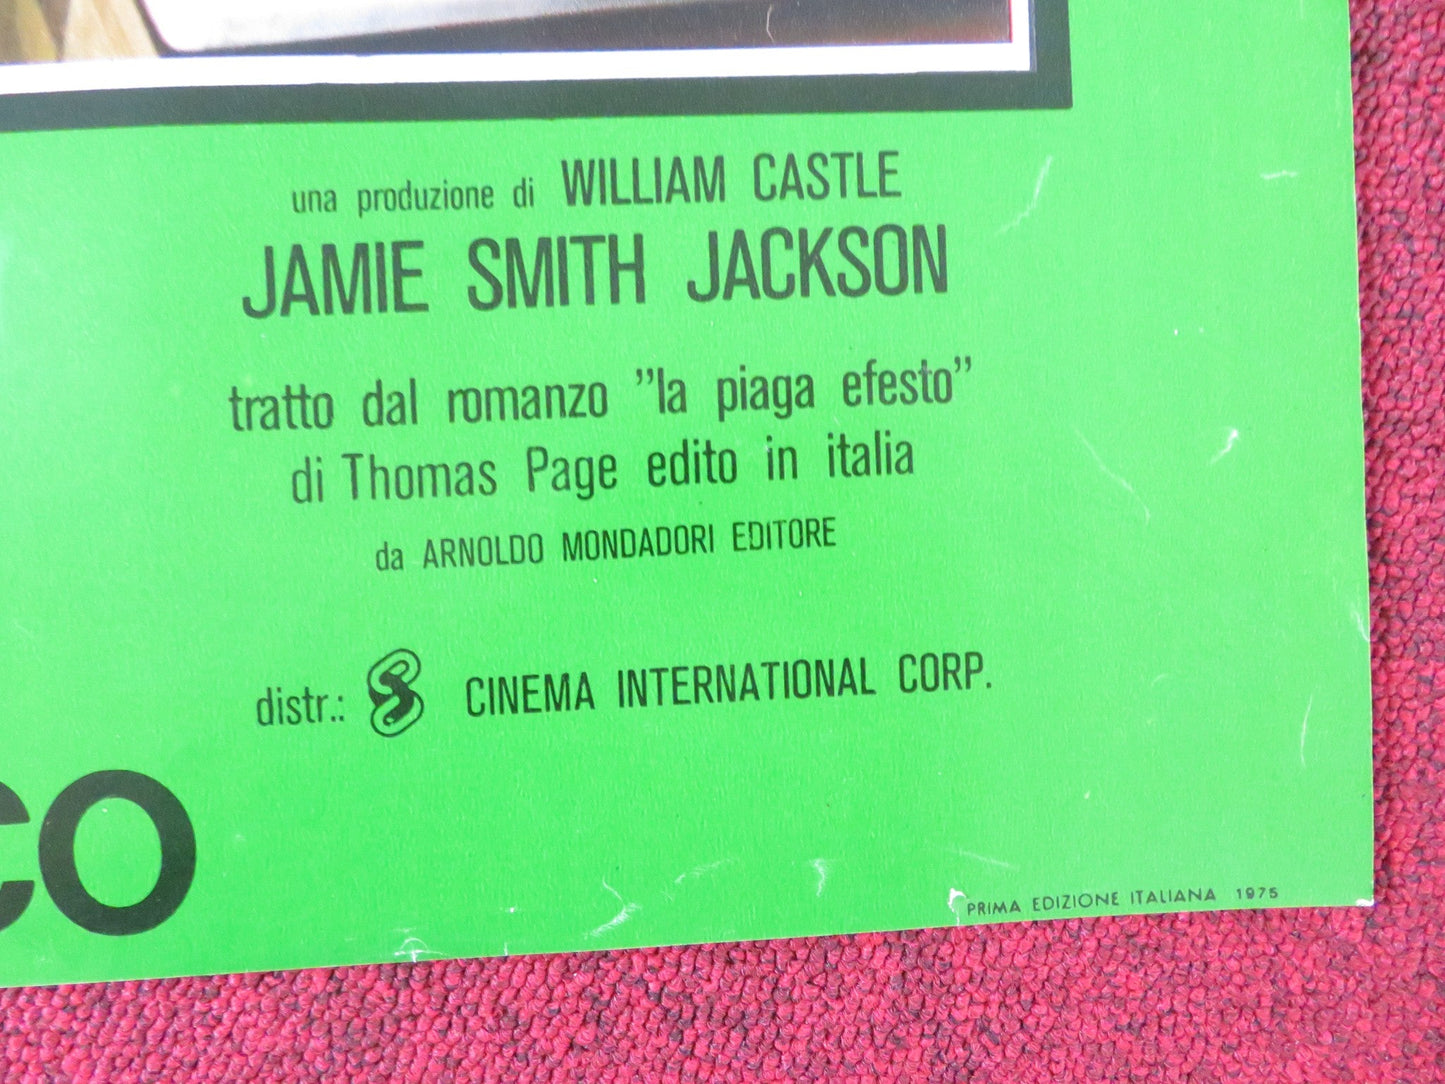 una produzione di WILLIAM CASTLE
JAMIE SMITH JACKSON
tratto dal romanzo "la piaga efesto"
di Thomas Page edito in italia
da ARNOLDO MONDADORI EDITORE
distr.: CINEMA INTERNATIONAL CORP.
CO
PRIMA EDIZIONE ITALIANA 1975